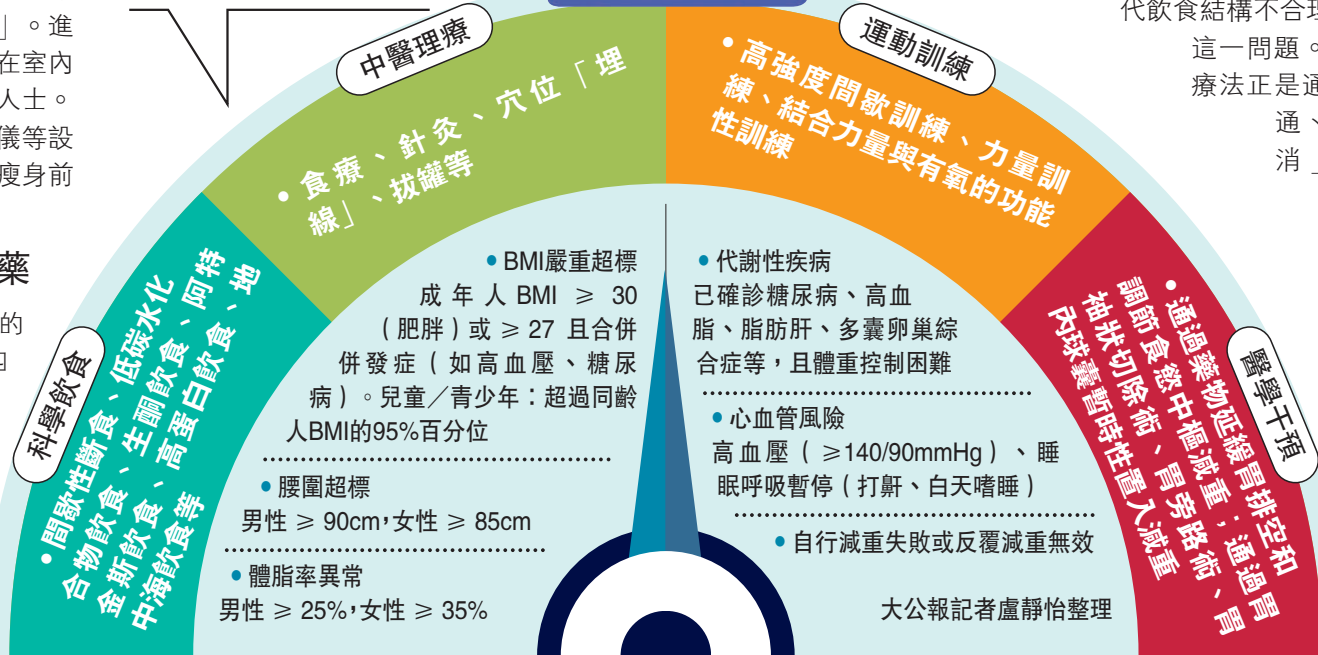 」。進
在室內
人士。
儀等設
瘦身前
藥
的
代飲食結構不合理
這一問題。
療法正是通
通、
消
科學飲食
• 間歇性斷食、低碳水化
合物飲食、生酮飲食、阿特
金斯飲食、高蛋白飲食、地
中海飲食等
中醫理療
• 食療、針灸、穴位「埋
線」、拔罐等
運動訓練
• 高強度間歇訓練、力量訓
練、結合力量與有氧的功能
性訓練
醫學干預
• 通過藥物延緩胃排空和
調節食慾中樞減重；通過胃
袖狀切除術、胃旁路術、胃
內球囊暫時性置入減重
• BMI嚴重超標
成年人BMI ≥ 30
（肥胖）或 ≥ 27 且合併
併發症（如高血壓、糖尿
病）。兒童／青少年：超過同齡
人BMI的95%百分位
• 腰圍超標
男性 ≥ 90cm，女性 ≥ 85cm
• 體脂率異常
男性 ≥ 25%，女性 ≥ 35%
• 代謝性疾病
已確診糖尿病、高血
脂、脂肪肝、多囊卵巢綜
合症等，且體重控制困難
• 心血管風險
高血壓（≥140/90mmHg）、睡
眠呼吸暫停（打鼾、白天嗜睡）
• 自行減重失敗或反覆減重無效
大公報記者盧靜怡整理